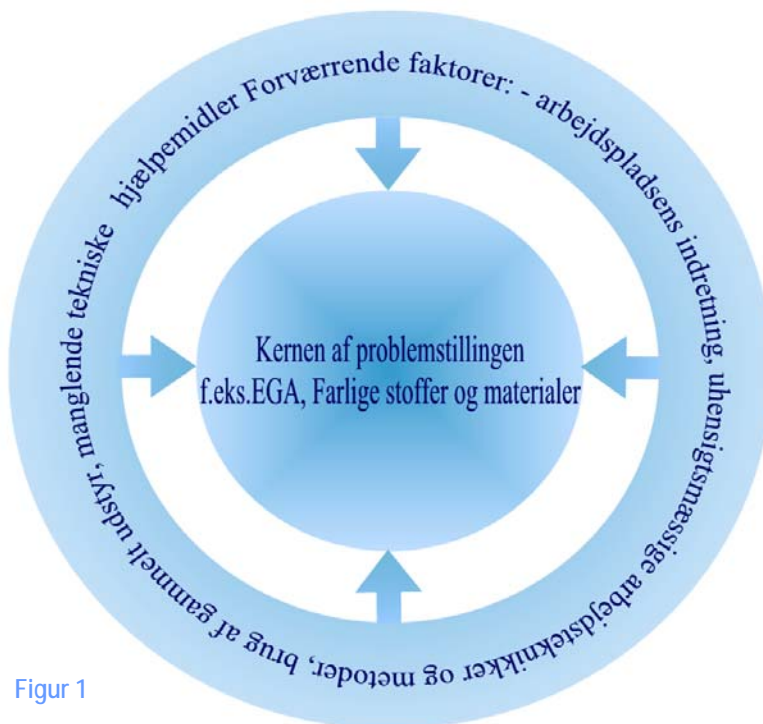 Forværrende faktorer: - arbejdspladsens indretning, uhensigtsmæssige arbejdsteknikker og metoder, brug af gammelt udstyr, manglende tekniske hjælpemidler
Kernen af problemstillingen
f.eks.EGA, Farlige stoffer og materialer
Figur 1